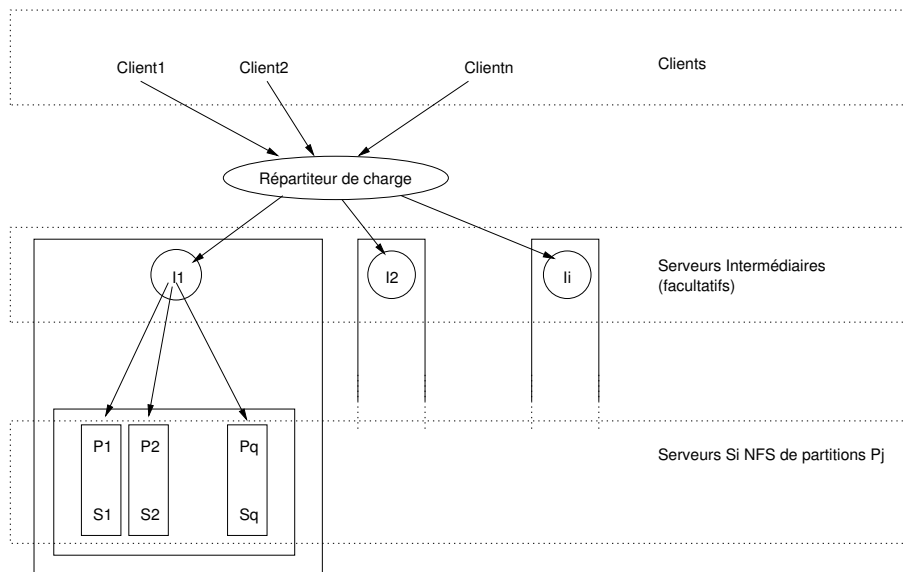 Client1
Client2
Clientn
Clients
Répartiteur de charge
I1
I2
Ii
Serveurs Intermédiaires
(facultatifs)
P1
P2
Pq
Serveurs Si NFS de partitions Pj
S1
S2
Sq